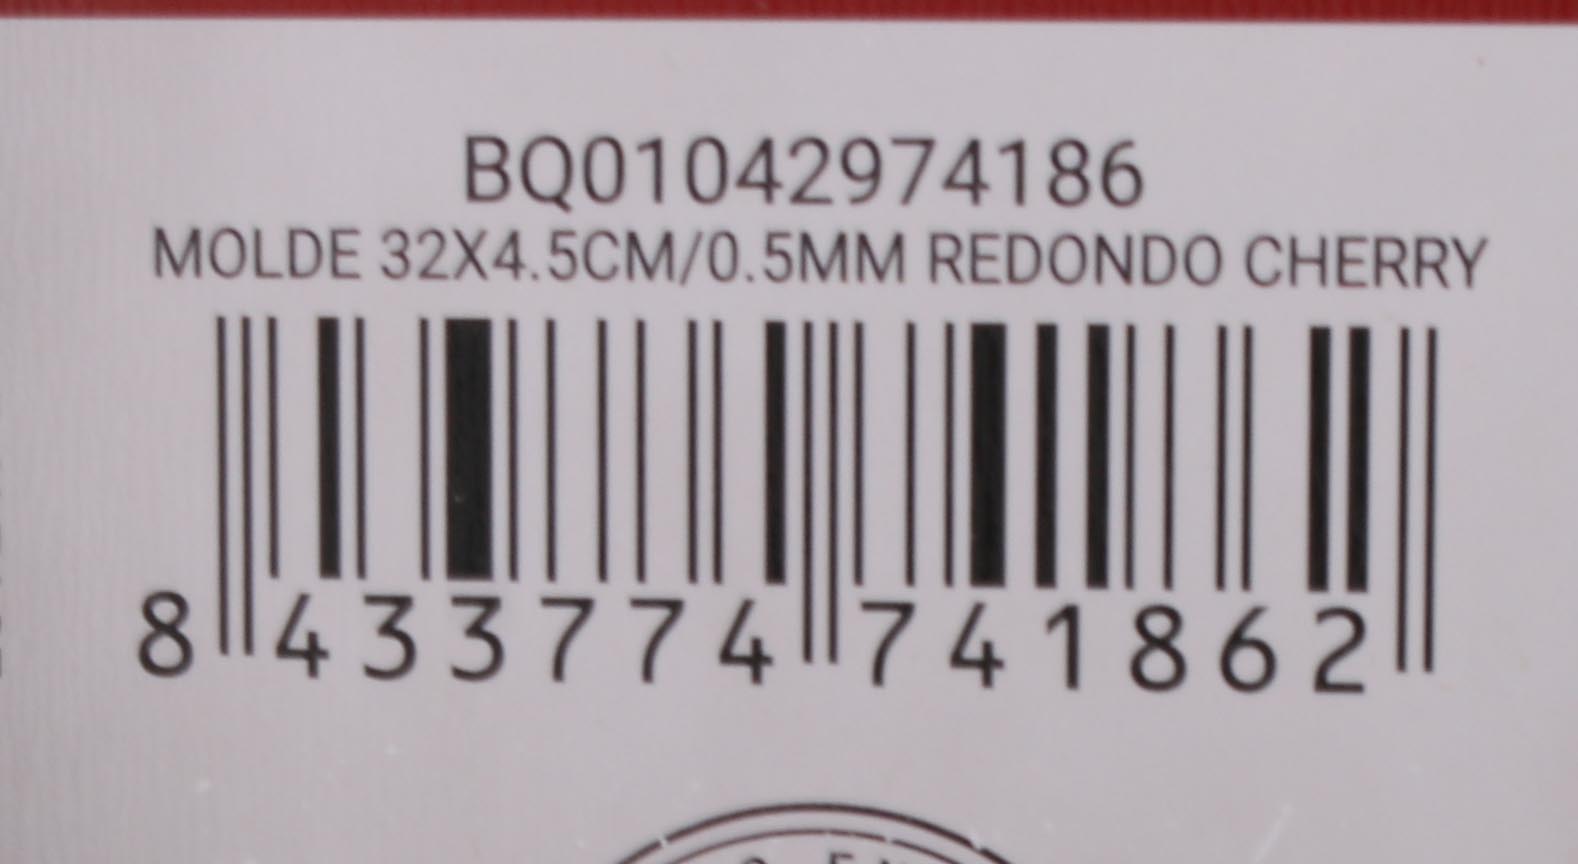 BQ01042974186
MOLDE 32X4.5CM/0.5MM REDONDO CHERRY
8 433774 741862